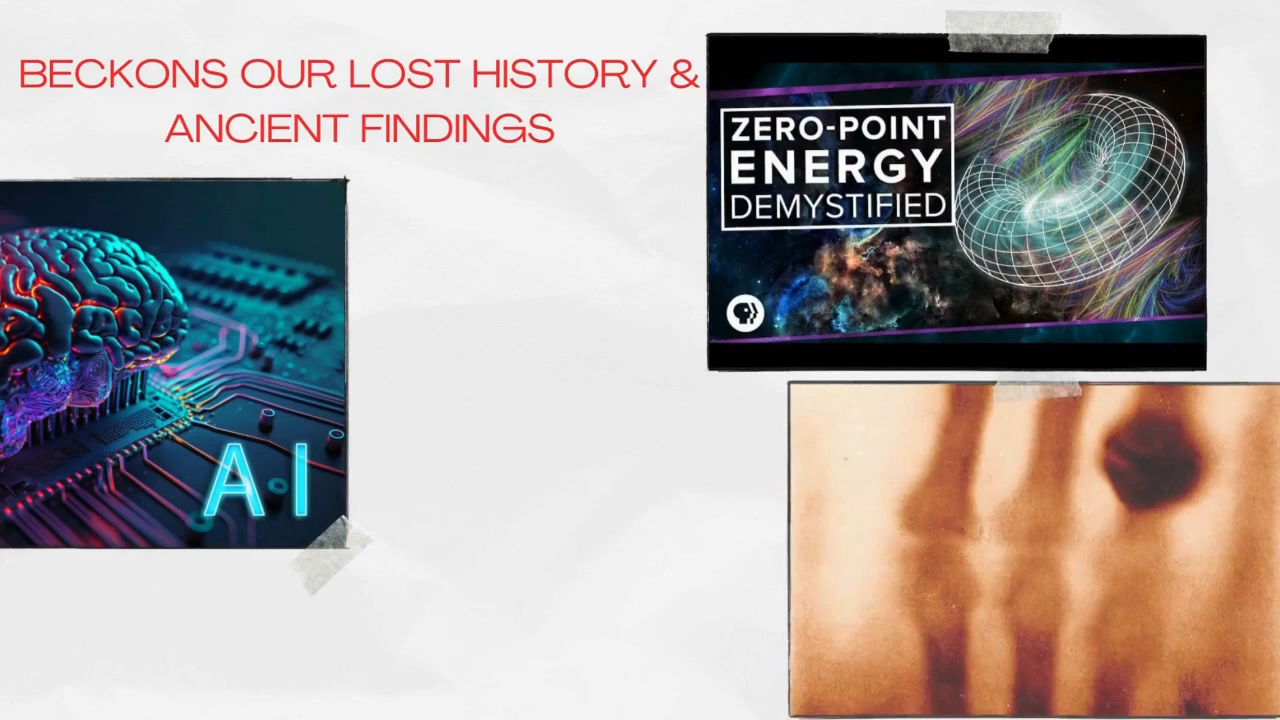 BECKONS OUR LOST HISTORY &
ANCIENT FINDINGS
ZERO-POINT
ENERGY
DEMYSTIFIED
AI